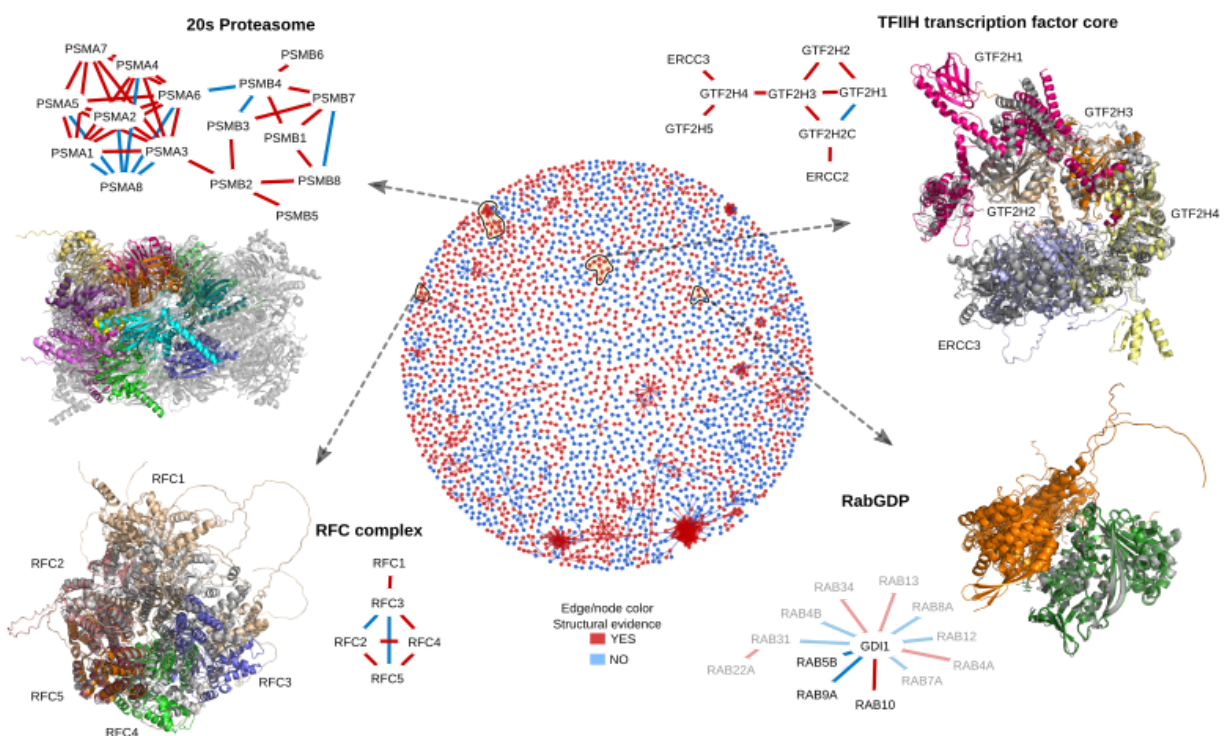 20s Proteasome
PSMA7
PSMA4
PSMB6
PSMA5
PSMA6
PSMB4
PSMB7
PSMA2
PSMB3
PSMB1
PSMA1
PSMA3
PSMA8
PSMB2
PSMB8
PSMB5
TFIIH transcription factor core
ERCC3
GTF2H2
GTF2H4
GTF2H3
GTF2H1
GTF2H5
GTF2H2C
ERCC2
GTF2H1
GTF2H3
GTF2H2
GTF2H4
ERCC3
RFC1
RFC2
RFC5
RFC4
RFC3
RFC complex
RFC1
RFC3
RFC2
RFC4
RFC5
Edge/node color
Structural evidence
YES
NO
RabGDP
RAB34
RAB13
RAB4B
RAB8A
RAB31
GDI1
RAB12
RAB22A
RAB5B
RAB4A
RAB7A
RAB9A
RAB10